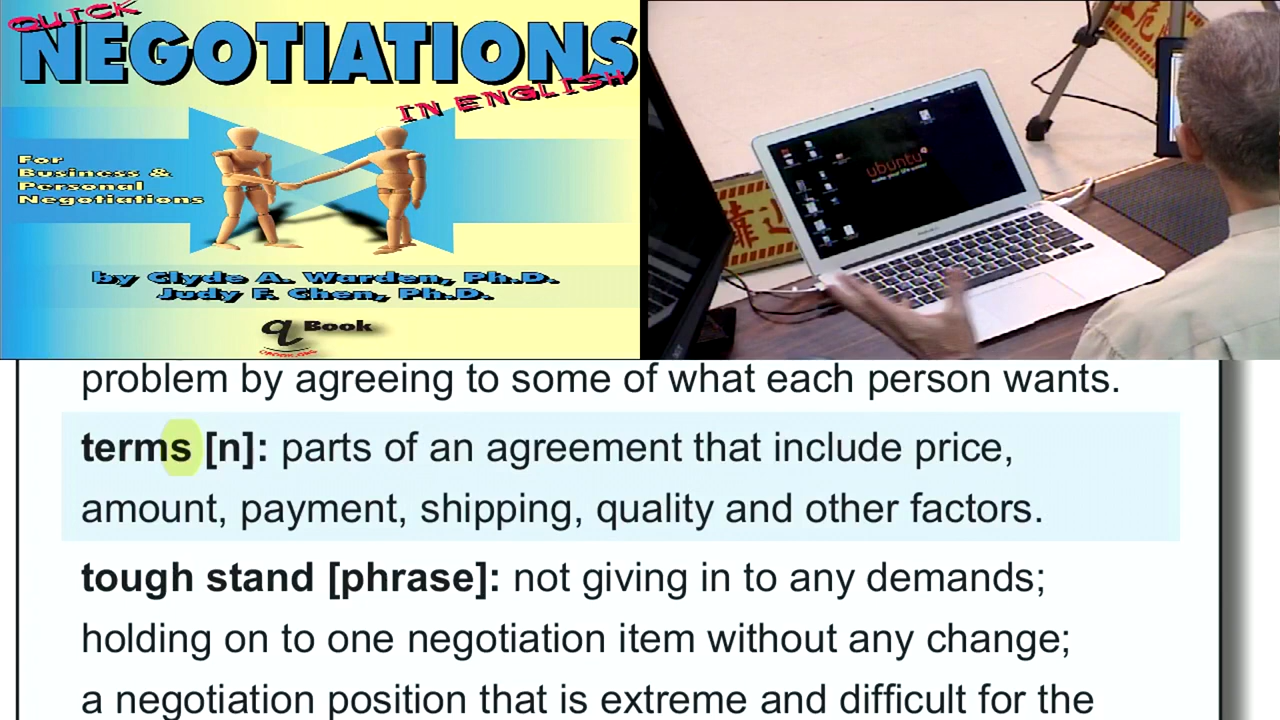 QUICK
NEGOTIATIONS
IN ENGLISH
For
Business &
Personal
Negotiations
by Clyde A. Warden, Ph.D.
Judy F. Chen, Ph.D.
q Book
ubuntu
problem by agreeing to some of what each person wants.
terms [n]: parts of an agreement that include price,
amount, payment, shipping, quality and other factors.
tough stand [phrase]: not giving in to any demands;
holding on to one negotiation item without any change;
a negotiation position that is extreme and difficult for the